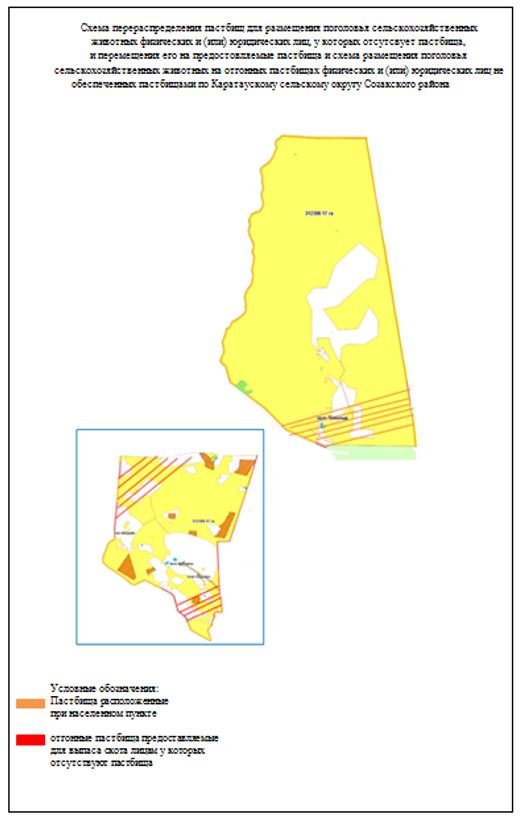 Схема перераспределения пастбищ для размещения поголовья сельскохозяйственных
животных физических и (или) юридических лиц, у которых отсутсвует пастбища,
и перемещения его на предоставляемые пастбища и схема размещения поголовья
сельскохозяйственных животных на отгонных пастбищах физических и (или) юридических лиц не
обеспеченных пастбищами по Каратаускому сельскому округу Созакского района
Условные обозначения:
Пастбища расположенные
при населенном пункте
отгонные пастбища предоставляемые
для выпаса скота лицам у которых
отсутствуют пастбища